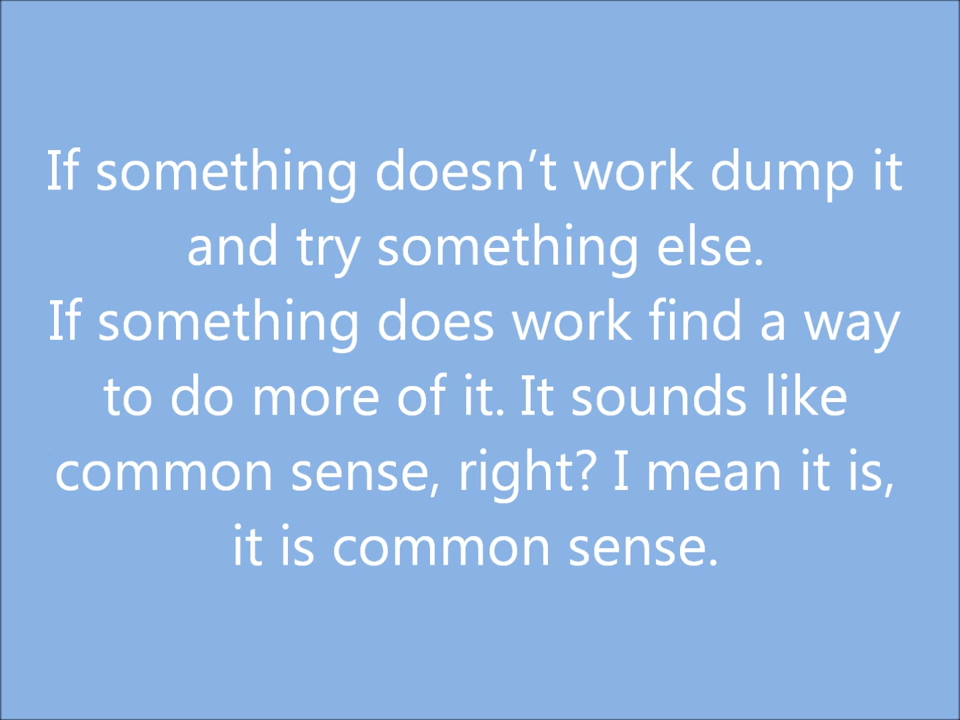 If something doesn’t work dump it
and try something else.
If something does work find a way
to do more of it. It sounds like
common sense, right? I mean it is,
it is common sense.